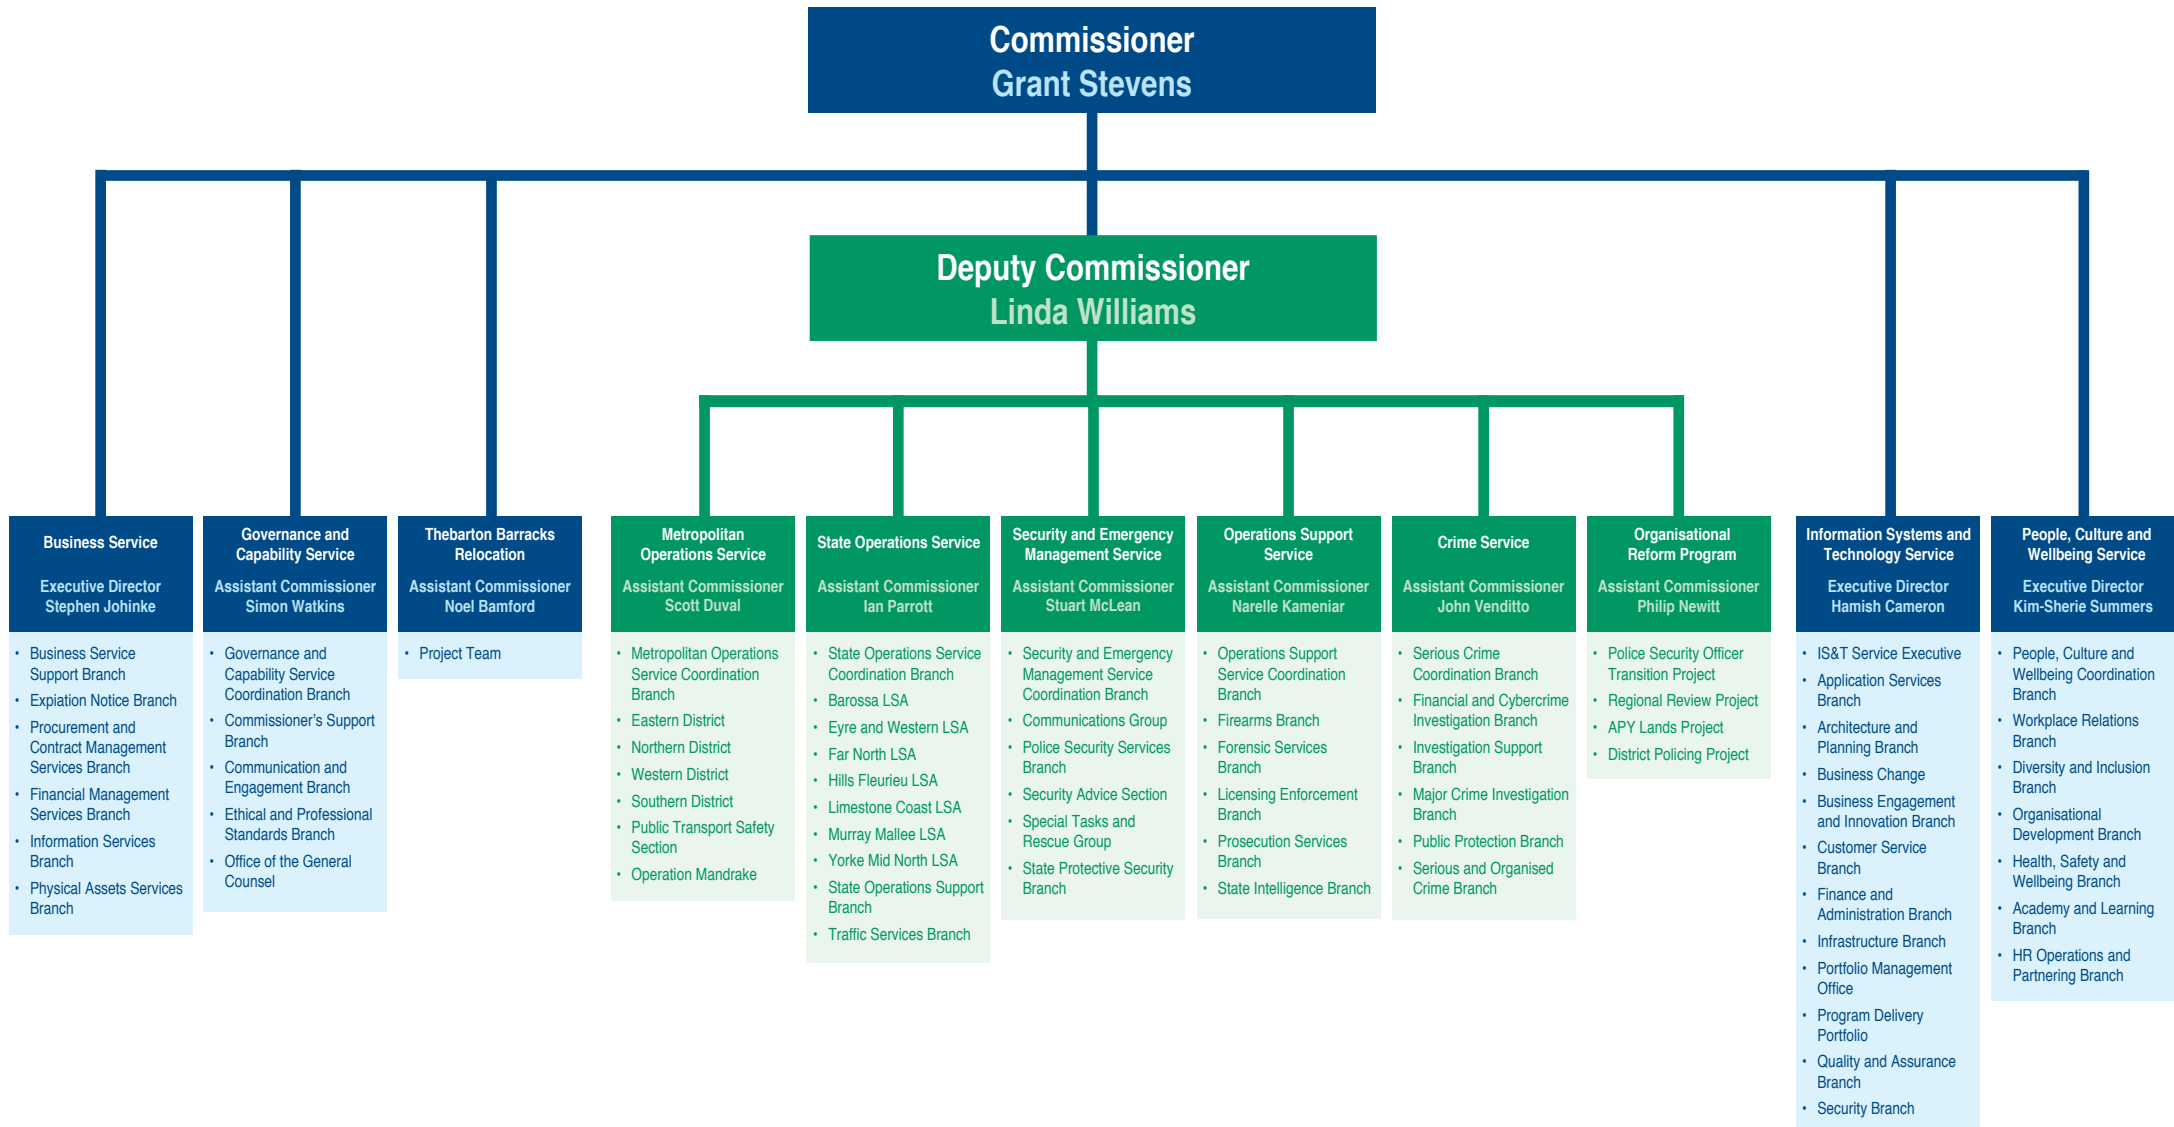 Commissioner
Grant Stevens
Deputy Commissioner
Linda Williams
Business Service
Executive Director
Stephen Johinke
• Business Service
Support Branch
• Expiation Notice Branch
• Procurement and
Contract Management
Services Branch
• Financial Management
Services Branch
• Information Services
Branch
• Physical Assets Services
Branch
Governance and
Capability Service
Assistant Commissioner
Simon Watkins
• Governance and
Capability Service
Coordination Branch
• Commissioner's Support
Branch
• Communication and
Engagement Branch
• Ethical and Professional
Standards Branch
• Office of the General
Counsel
Thebarton Barracks
Relocation
Assistant Commissioner
Noel Bamford
• Project Team
Metropolitan
Operations Service
Assistant Commissioner
Scott Duval
• Metropolitan Operations
Service Coordination
Branch
• Eastern District
• Northern District
• Western District
• Southern District
• Public Transport Safety
Section
• Operation Mandrake
State Operations Service
Assistant Commissioner
Ian Parrott
• State Operations Service
Coordination Branch
• Barossa LSA
• Eyre and Western LSA
• Far North LSA
• Hills Fleurieu LSA
• Limestone Coast LSA
• Murray Mallee LSA
• Yorke Mid North LSA
• State Operations Support
Branch
• Traffic Services Branch
Security and Emergency
Management Service
Assistant Commissioner
Stuart McLean
• Security and Emergency
Management Service
Coordination Branch
• Communications Group
• Police Security Services
Branch
• Security Advice Section
• Special Tasks and
Rescue Group
• State Protective Security
Branch
Operations Support
Service
Assistant Commissioner
Narelle Kameniar
• Operations Support
Service Coordination
Branch
• Firearms Branch
• Forensic Services
Branch
• Licensing Enforcement
Branch
• Prosecution Services
Branch
• State Intelligence Branch
Crime Service
Assistant Commissioner
John Venditto
• Serious Crime
Coordination Branch
• Financial and Cybercrime
Investigation Branch
• Investigation Support
Branch
• Major Crime Investigation
Branch
• Public Protection Branch
• Serious and Organised
Crime Branch
Organisational
Reform Program
Assistant Commissioner
Philip Newitt
• Police Security Officer
Transition Project
• Regional Review Project
• APY Lands Project
• District Policing Project
Information Systems and
Technology Service
Executive Director
Hamish Cameron
• IS&T Service Executive
• Application Services
Branch
• Architecture and
Planning Branch
• Business Change
• Business Engagement
and Innovation Branch
• Customer Service
Branch
• Finance and
Administration Branch
• Infrastructure Branch
• Portfolio Management
Office
• Program Delivery
Portfolio
• Quality and Assurance
Branch
• Security Branch
People, Culture and
Wellbeing Service
Executive Director
Kim-Sherie Summers
• People, Culture and
Wellbeing Coordination
Branch
• Workplace Relations
Branch
• Diversity and Inclusion
Branch
• Organisational
Development Branch
• Health, Safety and
Wellbeing Branch
• Academy and Learning
Branch
• HR Operations and
Partnering Branch